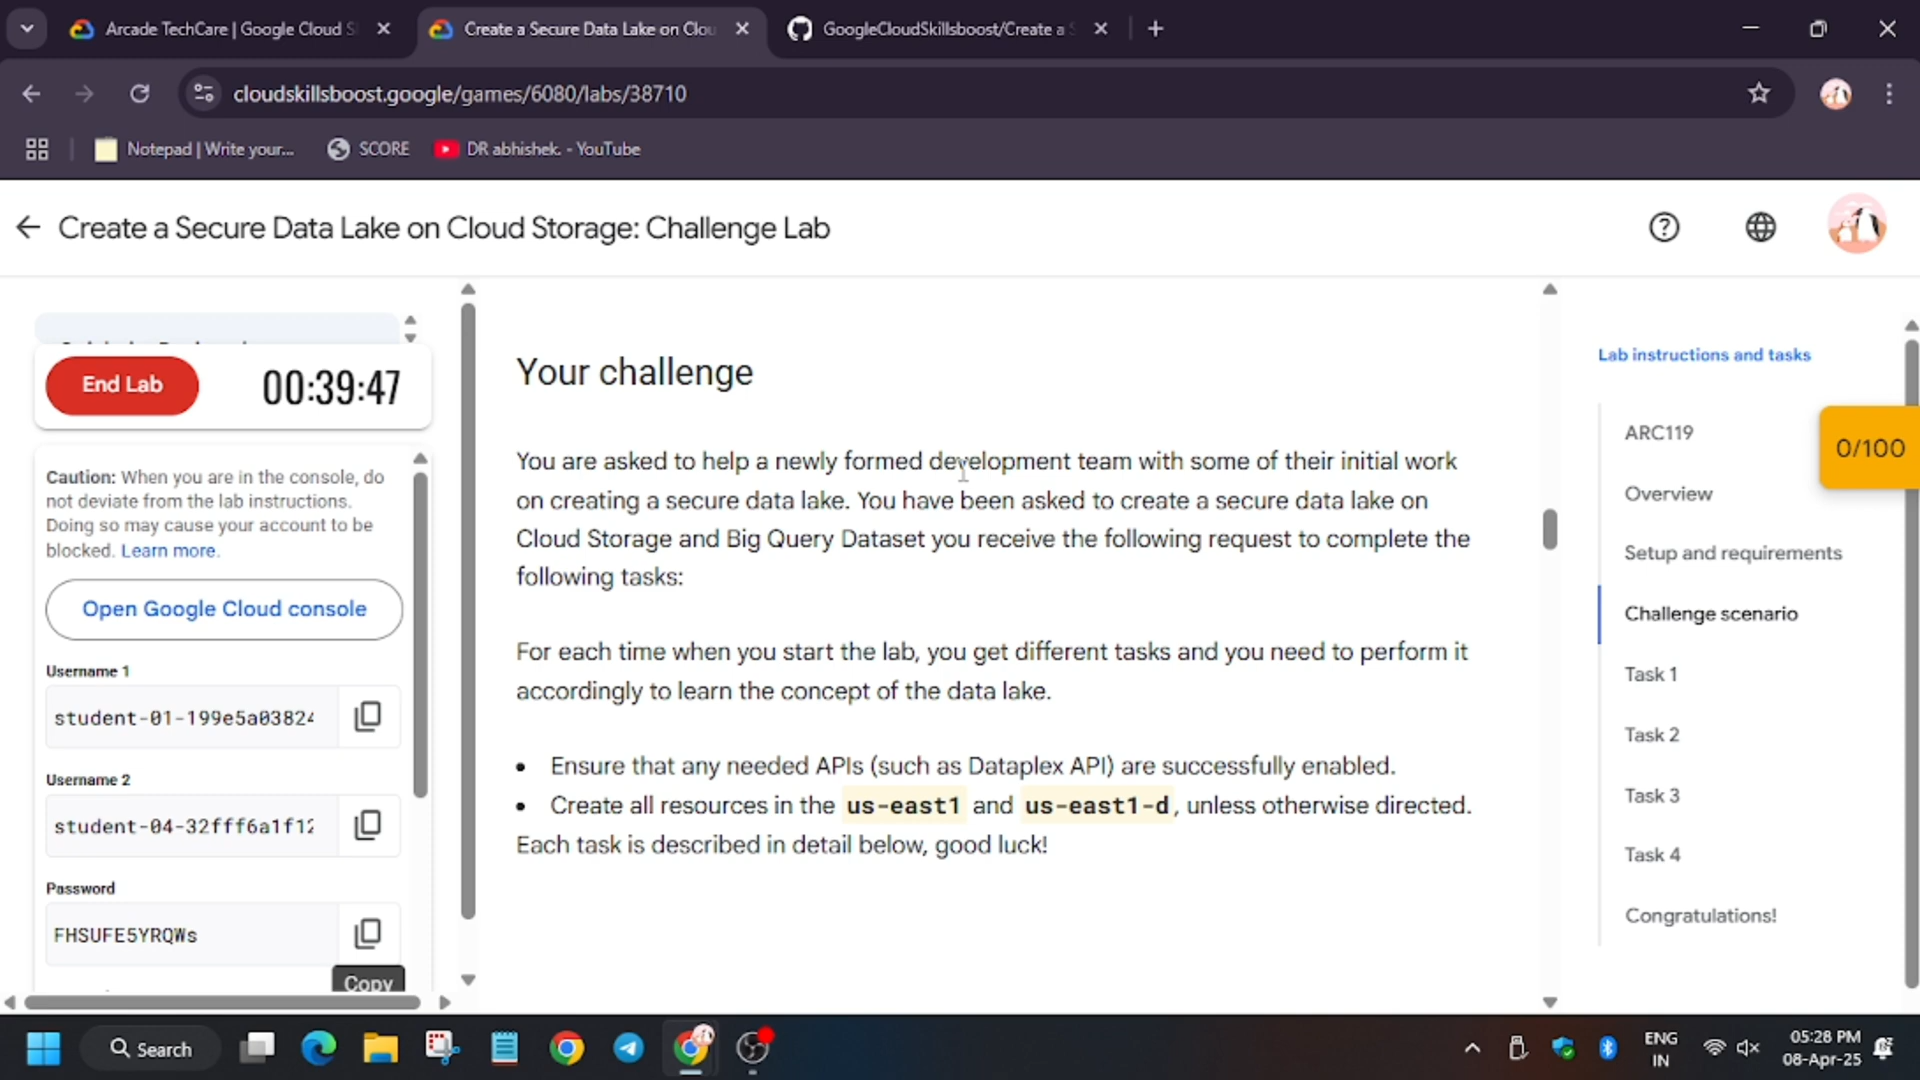 Arcade TechCare | Google Cloud S
Create a Secure Data Lake on Clou
GoogleCloudSkillsboost/Create a S
cloudskillsboost.google/games/6080/labs/38710
Notepad | Write your...
SCORE
DR abhishek. - YouTube
Create a Secure Data Lake on Cloud Storage: Challenge Lab
End Lab
00:39:47
Caution: When you are in the console, do
not deviate from the lab instructions.
Doing so may cause your account to be
blocked. Learn more.
Open Google Cloud console
Username 1
student-01-199e5a03824
Username 2
student-04-32fff6a1f12
Password
FHSUFE5YRQWs
Copy
Your challenge
You are asked to help a newly formed development team with some of their initial work
on creating a secure data lake. You have been asked to create a secure data lake on
Cloud Storage and Big Query Dataset you receive the following request to complete the
following tasks:
For each time when you start the lab, you get different tasks and you need to perform it
accordingly to learn the concept of the data lake.
• Ensure that any needed APIs (such as Dataplex API) are successfully enabled.
• Create all resources in the us-east1 and us-east1-d, unless otherwise directed.
Each task is described in detail below, good luck!
Lab instructions and tasks
ARC119
Overview
Setup and requirements
Challenge scenario
Task 1
Task 2
Task 3
Task 4
Congratulations!
0/100
Search
ENG
IN
05:28 PM
08-Apr-25